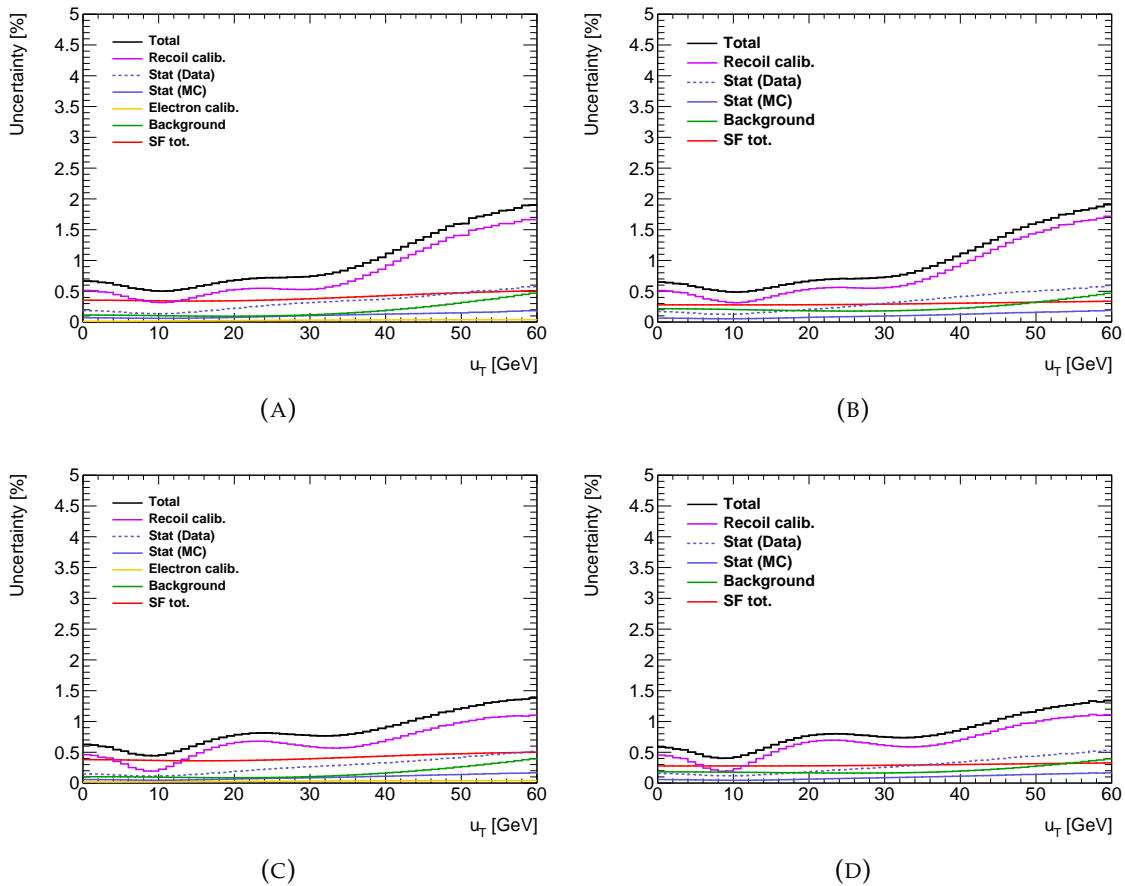 Uncertainty [%]
5
4.5
4
3.5
3
2.5
2
1.5
1
0.5
0
Total
Recoil calib.
Stat (Data)
Stat (MC)
Electron calib.
Background
SF tot.
0 10 20 30 40 50 60
u_T [GeV]
(A)
Uncertainty [%]
5
4.5
4
3.5
3
2.5
2
1.5
1
0.5
0
Total
Recoil calib.
Stat (Data)
Stat (MC)
Background
SF tot.
0 10 20 30 40 50 60
u_T [GeV]
(B)
Uncertainty [%]
5
4.5
4
3.5
3
2.5
2
1.5
1
0.5
0
Total
Recoil calib.
Stat (Data)
Stat (MC)
Electron calib.
Background
SF tot.
0 10 20 30 40 50 60
u_T [GeV]
(C)
Uncertainty [%]
5
4.5
4
3.5
3
2.5
2
1.5
1
0.5
0
Total
Recoil calib.
Stat (Data)
Stat (MC)
Background
SF tot.
0 10 20 30 40 50 60
u_T [GeV]
(D)